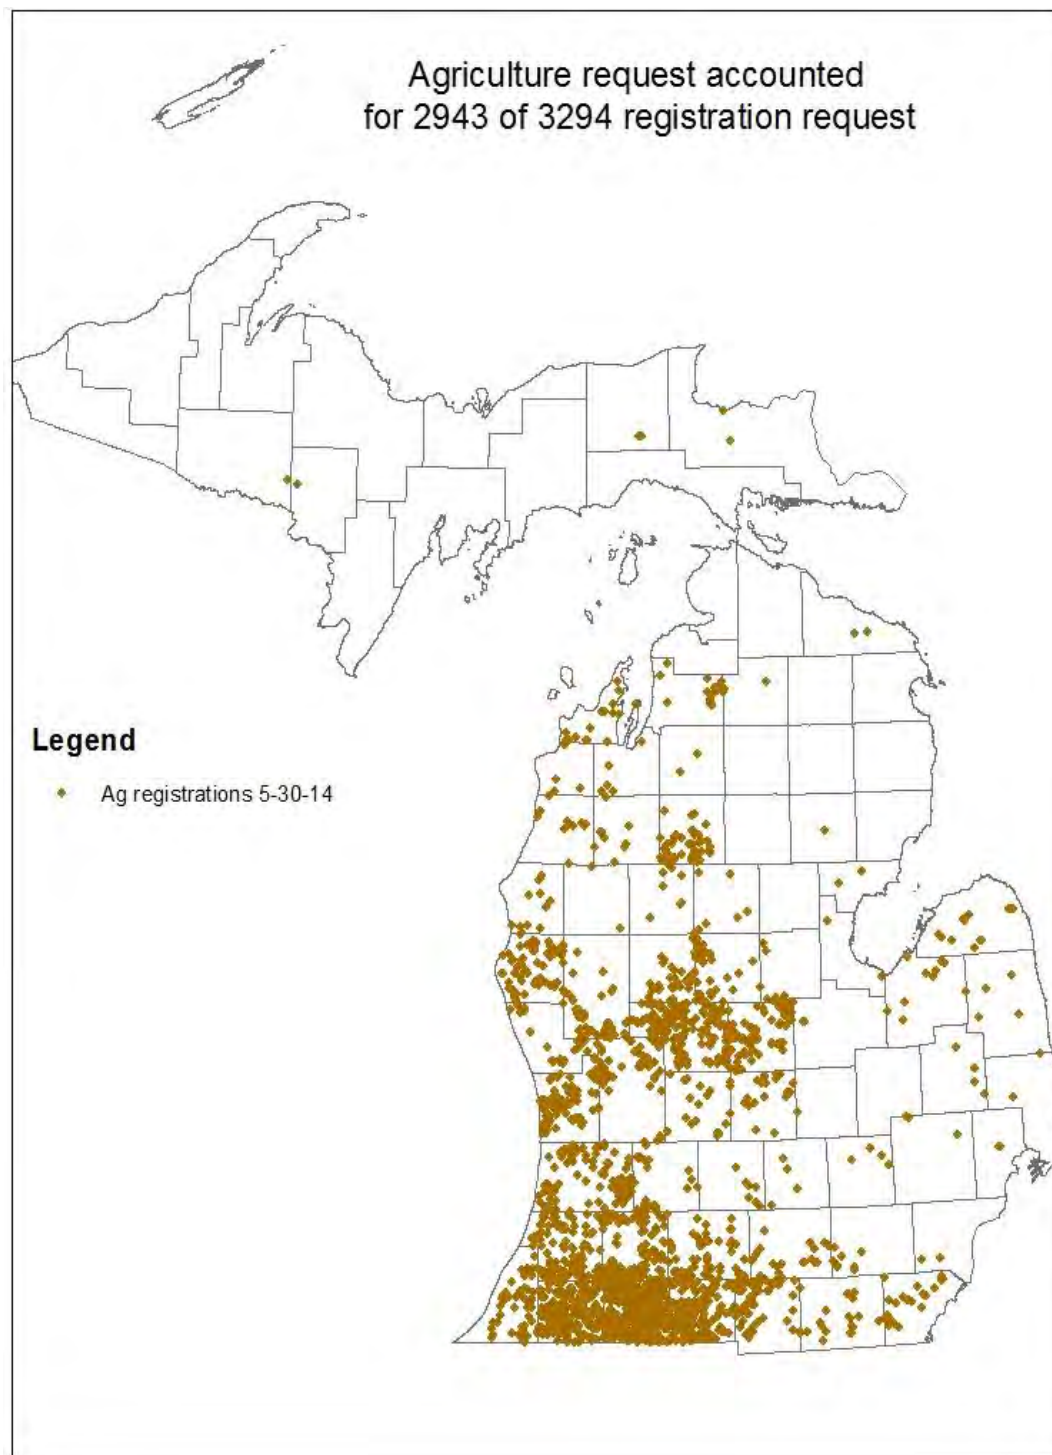 Agriculture request accounted
for 2943 of 3294 registration request
Legend
Ag registrations 5-30-14